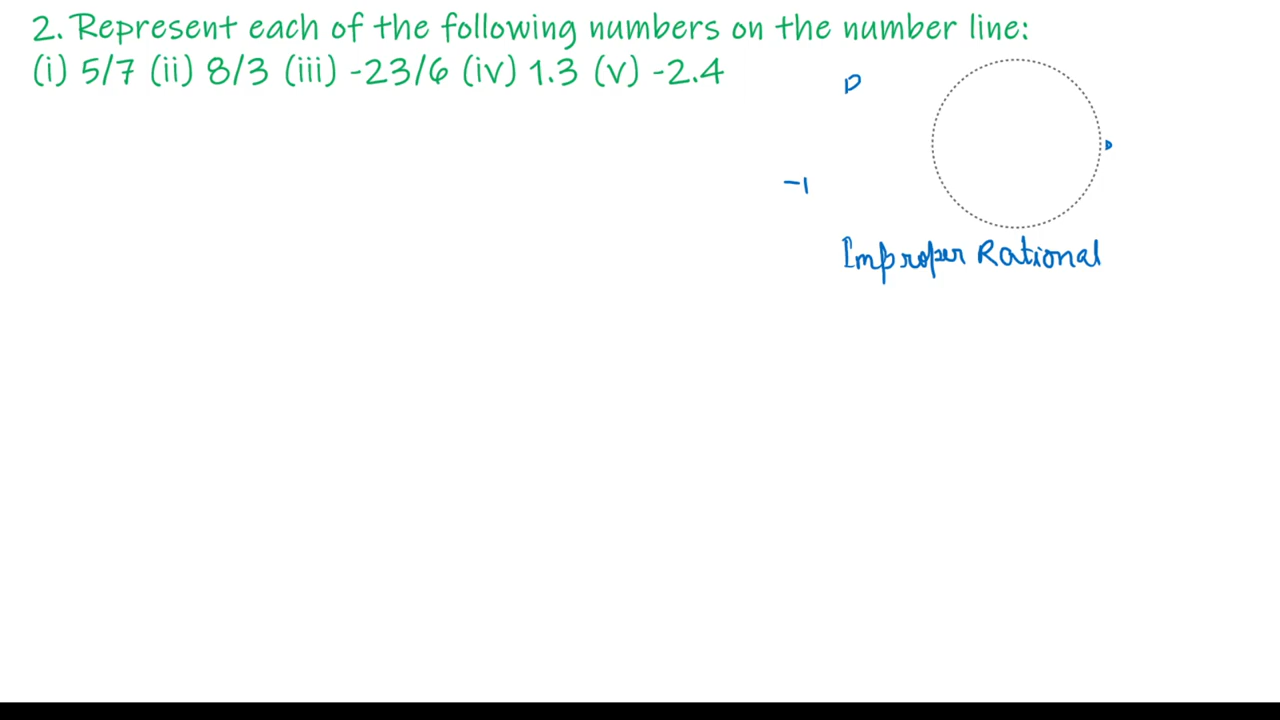 2. Represent each of the following numbers on the number line:
(i) 5/7 (ii) 8/3 (iii) -23/6 (iv) 1.3 (v) -2.4
P
-1
Improper Rational